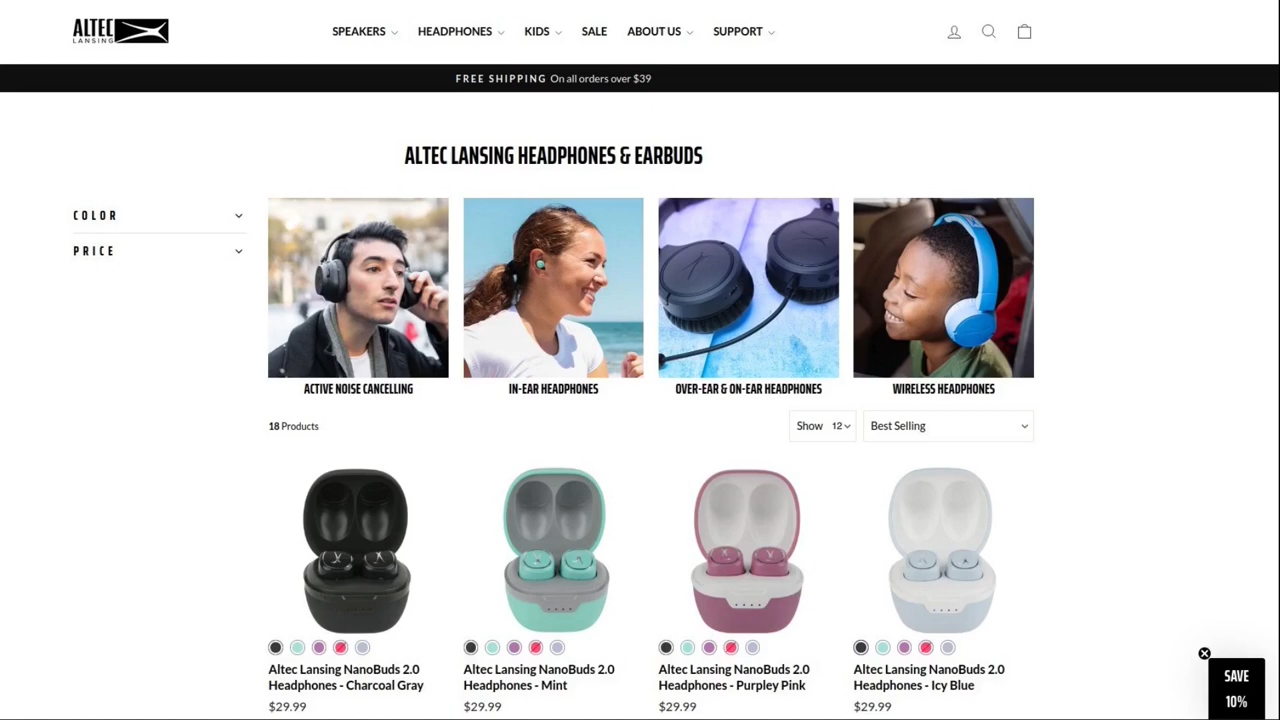 ALTEC
LANSING
SPEAKERS
HEADPHONES
KIDS
SALE
ABOUT US
SUPPORT
FREE SHIPPING On all orders over $39
ALTEC LANSING HEADPHONES & EARBUDS
COLOR
PRICE
ACTIVE NOISE CANCELLING
IN-EAR HEADPHONES
OVER-EAR & ON-EAR HEADPHONES
WIRELESS HEADPHONES
18 Products
Show 12
Best Selling
Altec Lansing NanoBuds 2.0
Headphones - Charcoal Gray
$29.99
Altec Lansing NanoBuds 2.0
Headphones - Mint
$29.99
Altec Lansing NanoBuds 2.0
Headphones - Purpley Pink
$29.99
Altec Lansing NanoBuds 2.0
Headphones - Icy Blue
$29.99
SAVE
10%